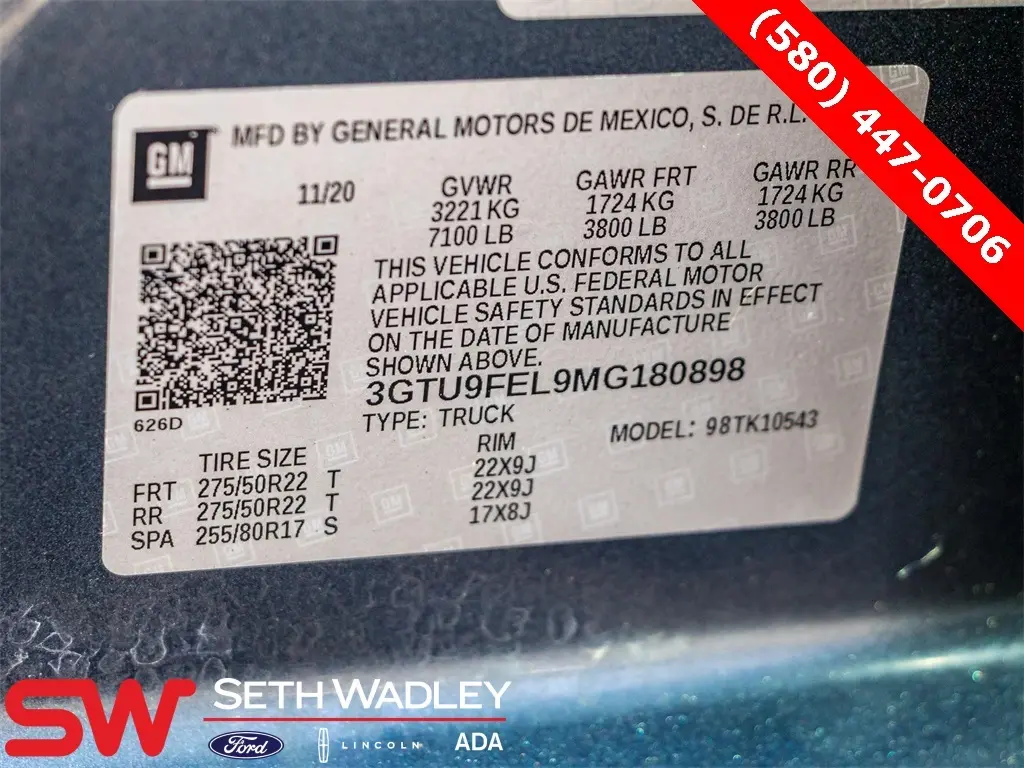 (580) 447-0706
GM
MFD BY GENERAL MOTORS DE MEXICO, S. DE R.L.
11/20
GVWR GAWR FRT GAWR RR
3221 KG 1724 KG 1724 KG
7100 LB 3800 LB 3800 LB
THIS VEHICLE CONFORMS TO ALL
APPLICABLE U.S. FEDERAL MOTOR
VEHICLE SAFETY STANDARDS IN EFFECT
ON THE DATE OF MANUFACTURE
SHOWN ABOVE.
3GTU9FEL9MG180898
626D
TYPE: TRUCK
MODEL: 98TK10543
TIRE SIZE RIM
FRT 275/50R22 T 22X9J
RR 275/50R22 T 22X9J
SPA 255/80R17 S 17X8J
SW SETH WADLEY
Ford LINCOLN ADA